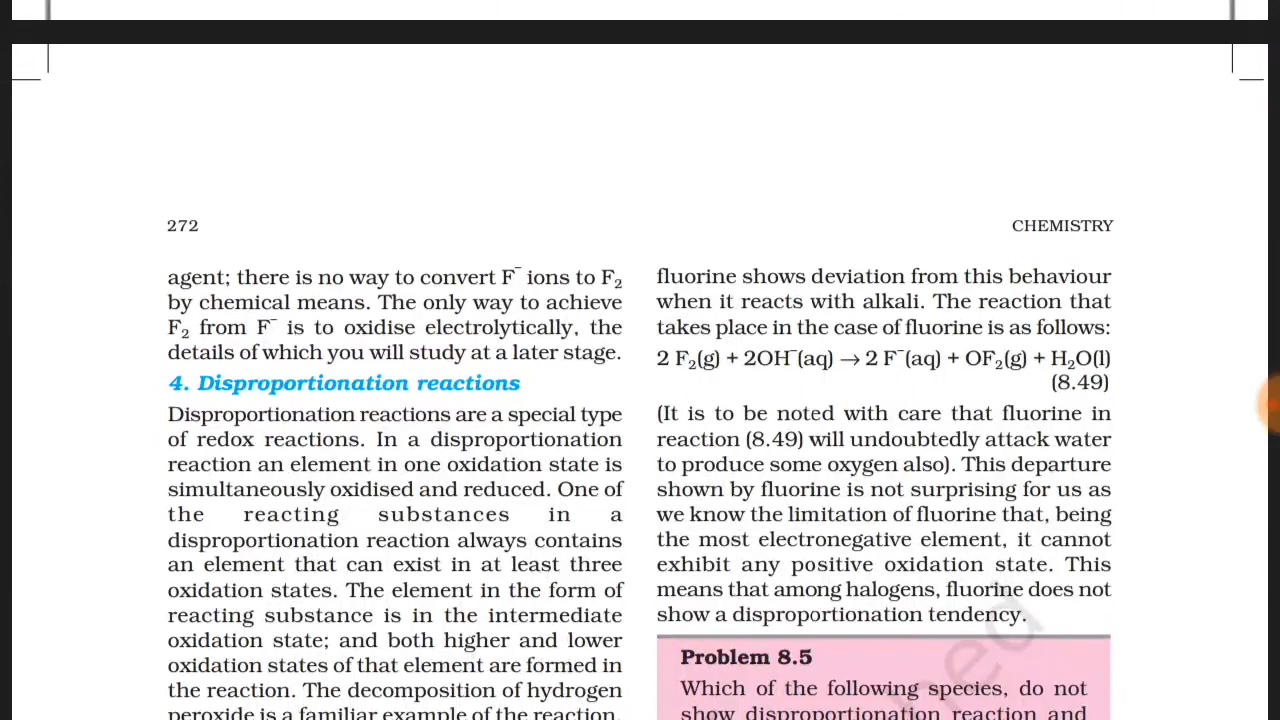 272
CHEMISTRY
agent; there is no way to convert F⁻ ions to F₂
by chemical means. The only way to achieve
F₂ from F⁻ is to oxidise electrolytically, the
details of which you will study at a later stage.
4. Disproportionation reactions
Disproportionation reactions are a special type
of redox reactions. In a disproportionation
reaction an element in one oxidation state is
simultaneously oxidised and reduced. One of
the reacting substances in a
disproportionation reaction always contains
an element that can exist in at least three
oxidation states. The element in the form of
reacting substance is in the intermediate
oxidation state; and both higher and lower
oxidation states of that element are formed in
the reaction. The decomposition of hydrogen
peroxide is a familiar example of the reaction,
fluorine shows deviation from this behaviour
when it reacts with alkali. The reaction that
takes place in the case of fluorine is as follows:
2 F₂(g) + 2OH⁻(aq) → 2 F⁻(aq) + OF₂(g) + H₂O(l)
(8.49)
(It is to be noted with care that fluorine in
reaction (8.49) will undoubtedly attack water
to produce some oxygen also). This departure
shown by fluorine is not surprising for us as
we know the limitation of fluorine that, being
the most electronegative element, it cannot
exhibit any positive oxidation state. This
means that among halogens, fluorine does not
show a disproportionation tendency.
Problem 8.5
Which of the following species, do not
show disproportionation reaction and